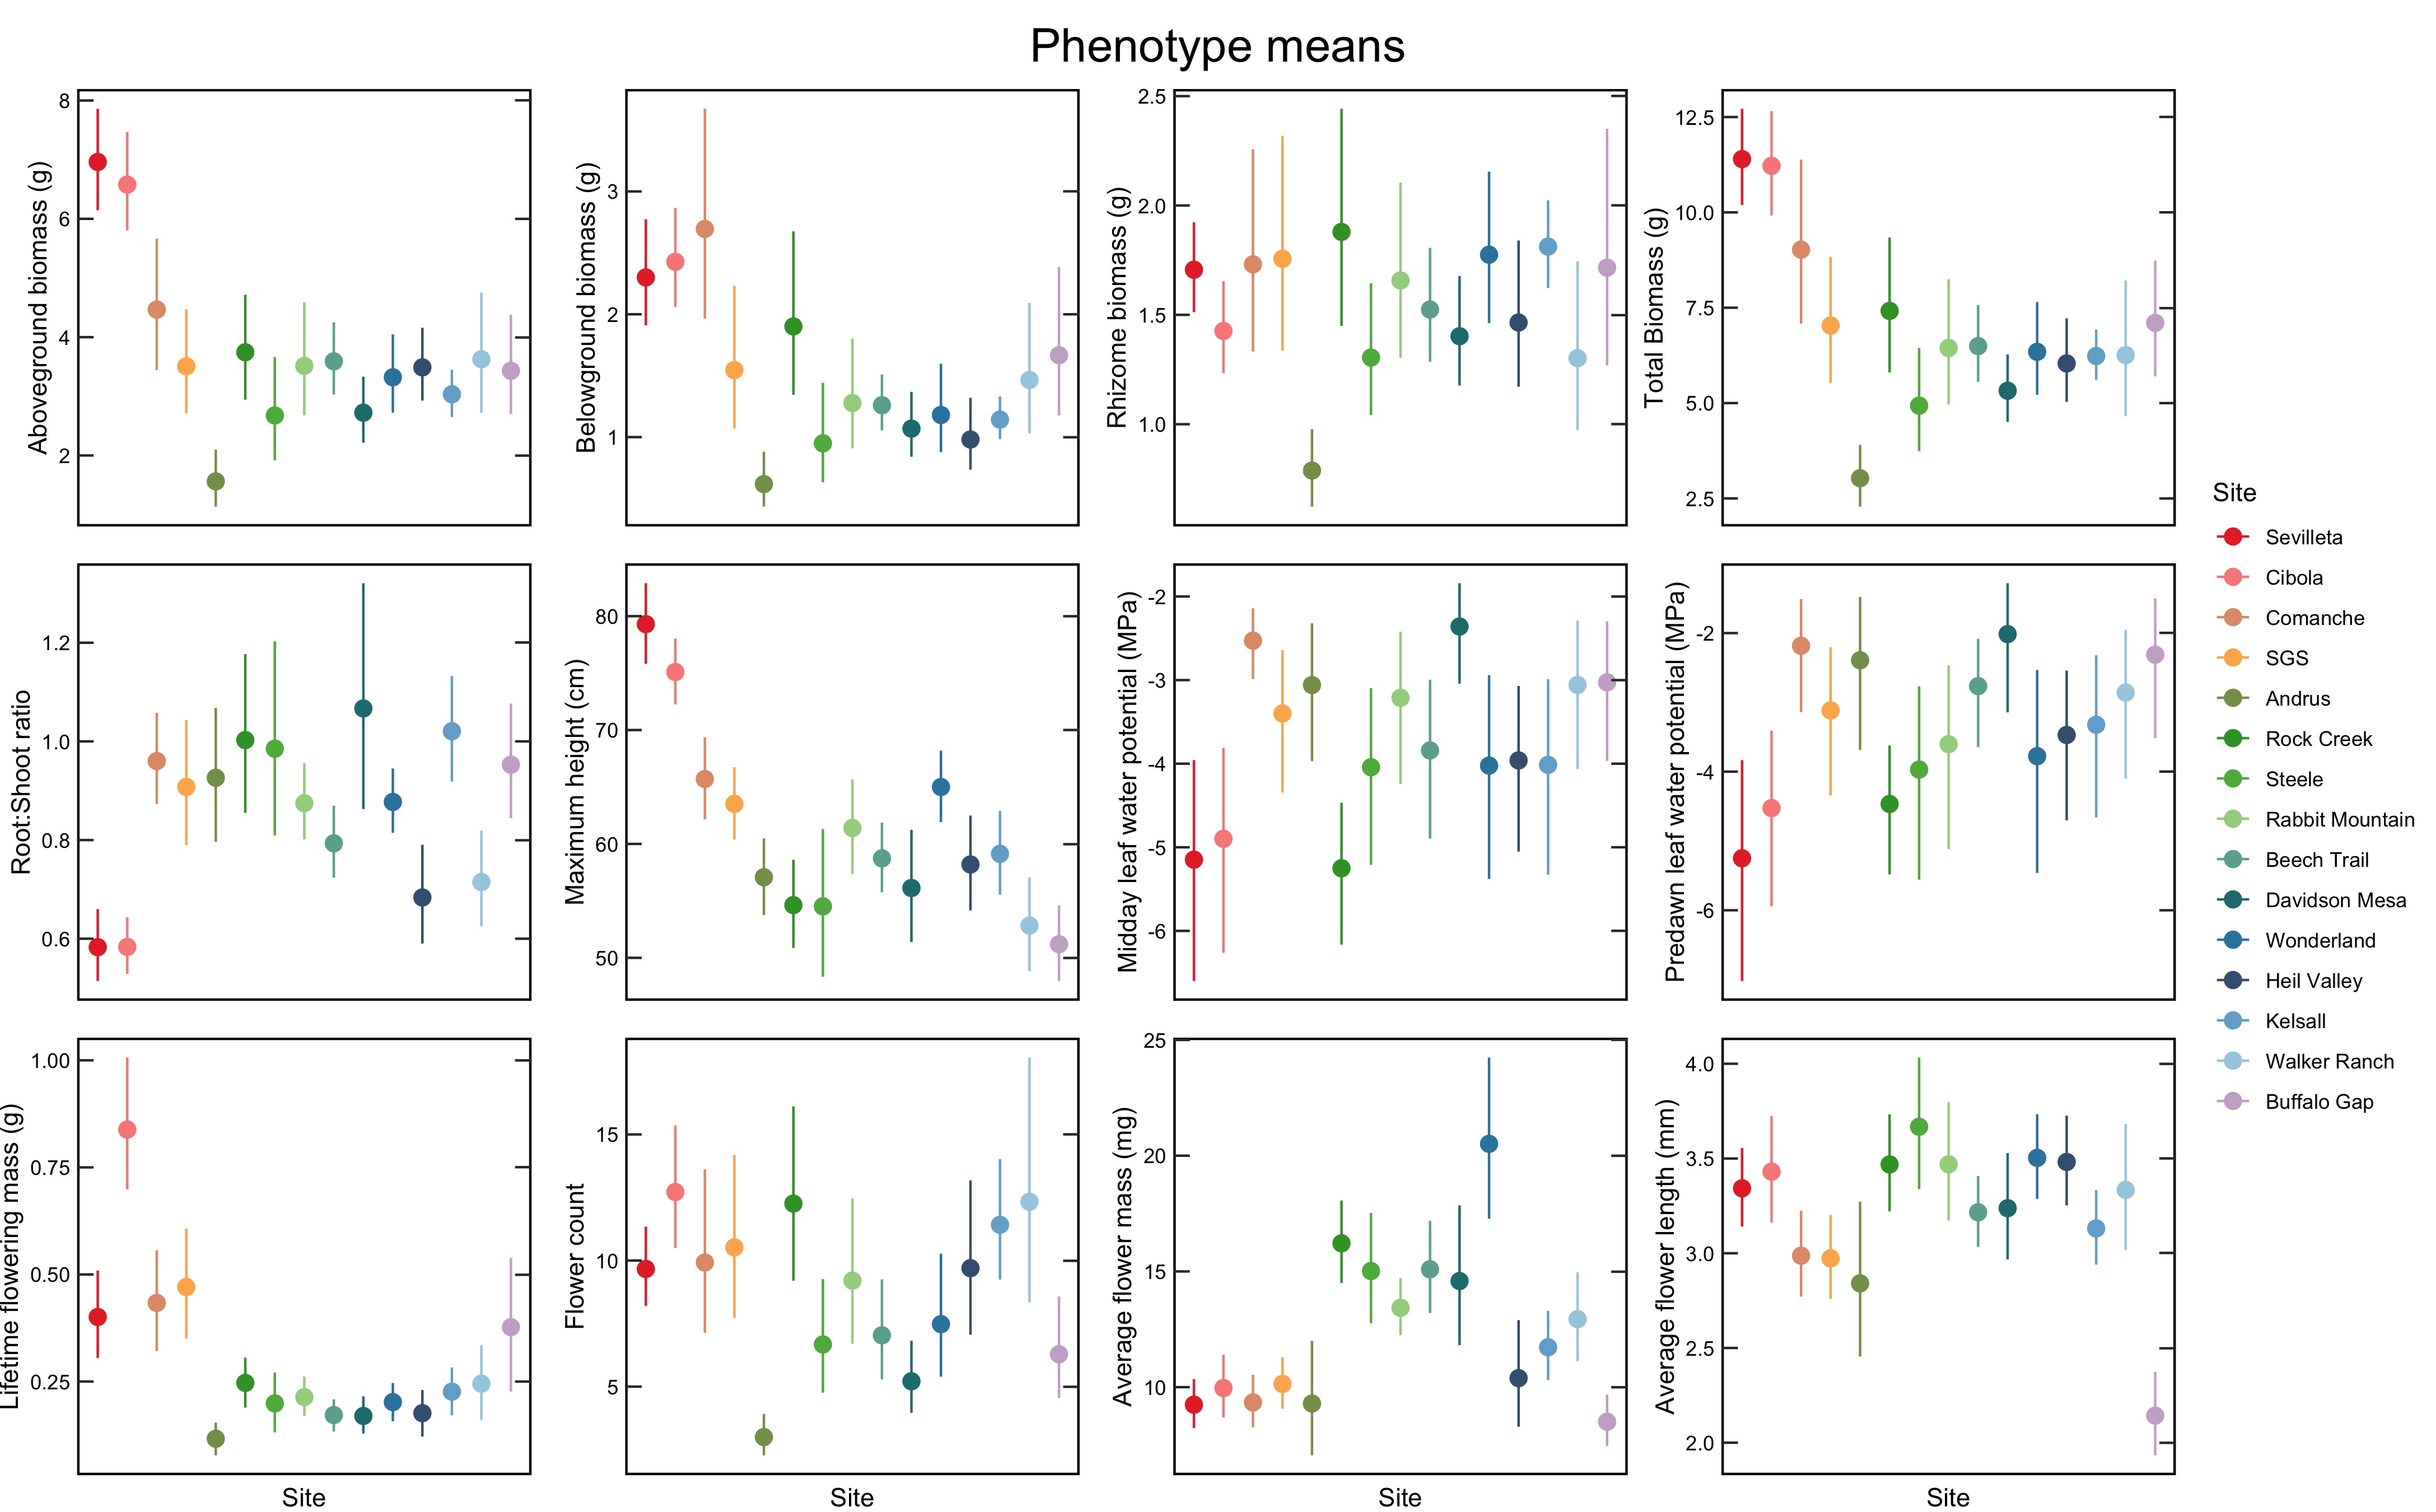 Phenotype means
Aboveground biomass (g)
8
6
4
2
Belowground biomass (g)
3
2
1
Rhizome biomass (g)
2.5
2.0
1.5
1.0
Total Biomass (g)
12.5
10.0
7.5
5.0
2.5
Root:Shoot ratio
1.2
1.0
0.8
0.6
Maximum height (cm)
80
70
60
50
Midday leaf water potential (MPa)
-2
-3
-4
-5
-6
Predawn leaf water potential (MPa)
-2
-4
-6
Lifetime flowering mass (g)
1.00
0.75
0.50
0.25
Site
Flower count
15
10
5
Site
Average flower mass (mg)
25
20
15
10
Site
Average flower length (mm)
4.0
3.5
3.0
2.5
2.0
Site
Site
Sevilleta
Cibola
Comanche
SGS
Andrus
Rock Creek
Steele
Rabbit Mountain
Beech Trail
Davidson Mesa
Wonderland
Heil Valley
Kelsall
Walker Ranch
Buffalo Gap